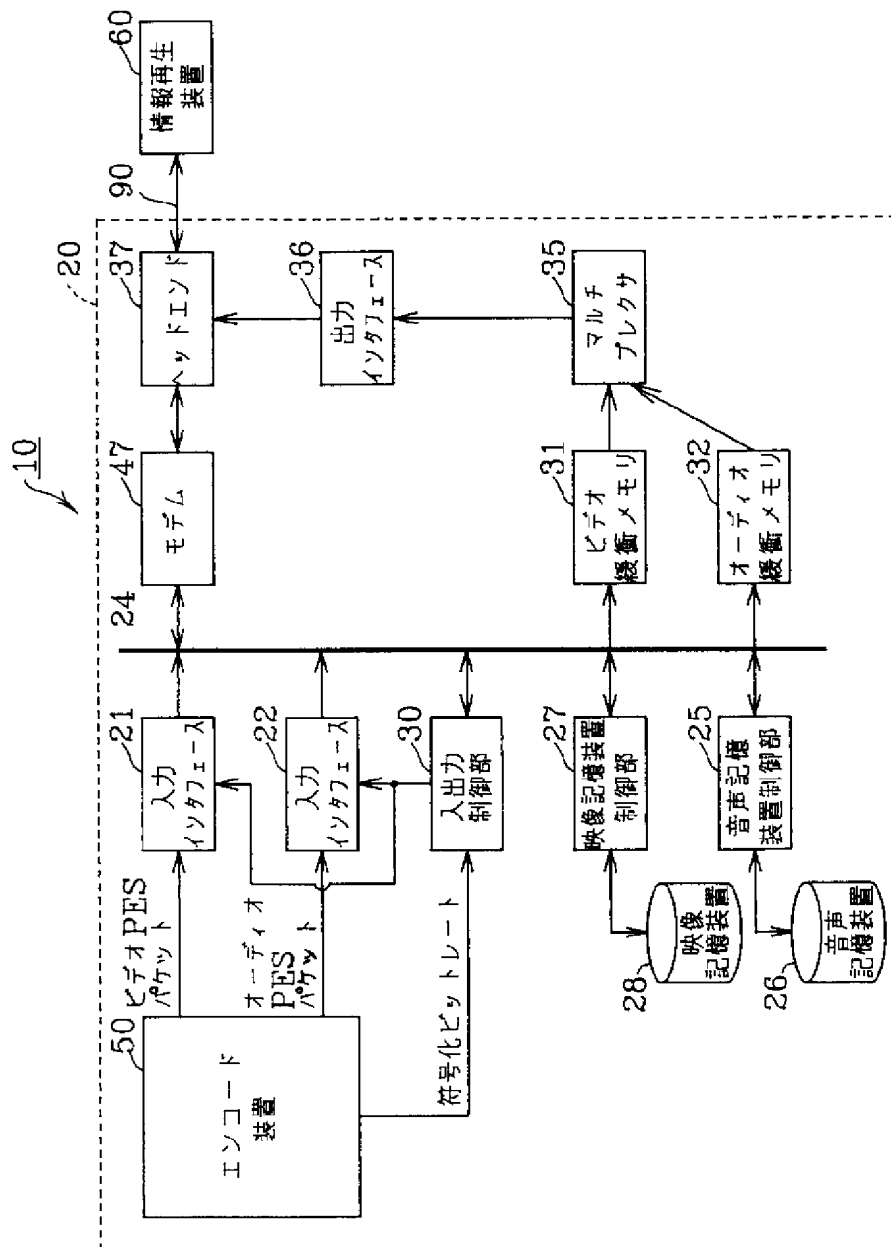 10
20
50
エンコード
装置
ビデオPES
パケット
オーディオ
PES
パケット
符号化ビットレート
21
入力
インタフェース
22
入力
インタフェース
30
入出力
制御部
27
映像記憶装置
制御部
25
音声記憶
装置制御部
28
映像
記憶装置
26
音声
記憶装置
24
47
モデム
37
ヘッドエンド
90
60
情報再生
装置
36
出力
インタフェース
35
マルチ
プレクサ
31
ビデオ
緩衝メモリ
32
オーディオ
緩衝メモリ